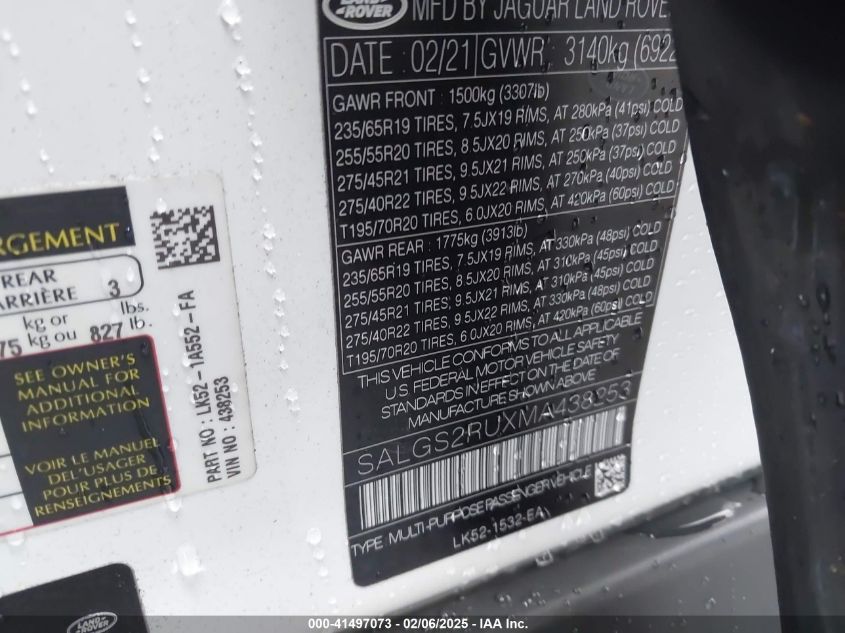 LAND ROVER
MFD BY JAGUAR LAND ROVE
DATE: 02/21 GVWR : 3140kg (692
GAWR FRONT : 1500kg (3307lb)
235/65R19 TIRES, 7.5JX19 RIMS, AT 280kPa (41psi) COLD
255/55R20 TIRES, 8.5JX20 RIMS, AT 250kPa (37psi) COLD
275/45R21 TIRES, 9.5JX21 RIMS, AT 250kPa (37psi) COLD
275/40R22 TIRES, 9.5JX22 RIMS, AT 270kPa (40psi) COLD
T195/70R20 TIRES, 6.0JX20 RIMS, AT 420kPa (60psi) COLD
GAWR REAR : 1775kg (3913lb)
235/65R19 TIRES, 7.5JX19 RIMS, AT 330kPa (48psi) COLD
255/55R20 TIRES, 8.5JX20 RIMS, AT 310kPa (45psi) COLD
275/45R21 TIRES, 9.5JX21 RIMS, AT 310kPa (45psi) COLD
275/40R22 TIRES, 9.5JX22 RIMS, AT 330kPa (48psi) COLD
T195/70R20 TIRES, 6.0JX20 RIMS, AT 420kPa (60psi) COLD
THIS VEHICLE CONFORMS TO ALL APPLICABLE
U.S FEDERAL MOTOR VEHICLE SAFETY
STANDARDS IN EFFECT ON THE DATE OF
MANUFACTURE SHOWN ABOVE
SALGS2RUXMA438253
TYPE MULTI-PURPOSE PASSENGER VEHICLE
LK52-1532-EA
RGEMENT
REAR
ARRIÈRE 3
75 kg or
kg ou 827 lbs.
lb.
SEE OWNER'S
MANUAL FOR
ADDITIONAL
INFORMATION
VOIR LE MANUEL
DEL'USAGER
POUR PLUS DE
RENSEIGNEMENTS
PART NO : LK52-1A552-FA
VIN NO : 438253
LAND ROVER
000-41497073 - 02/06/2025 - IAAI.com